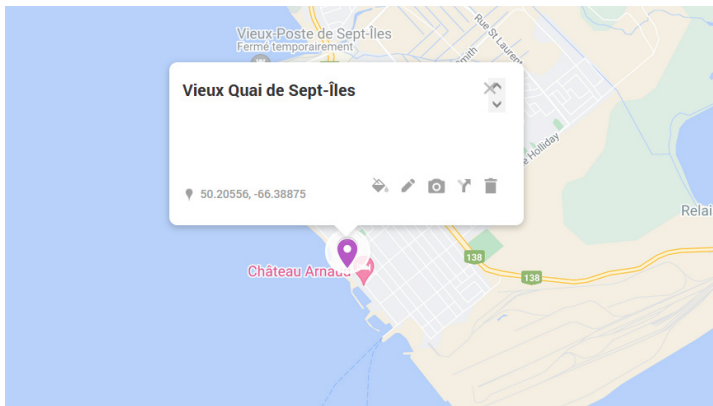 Vieux-Poste de Sept-Îles
Ferme temporairement
Rue St Laurent
Smith
Vieux Quai de Sept-Îles
Holliday
50.20556, -66.38875
Relai
138
Château Arnaud
138